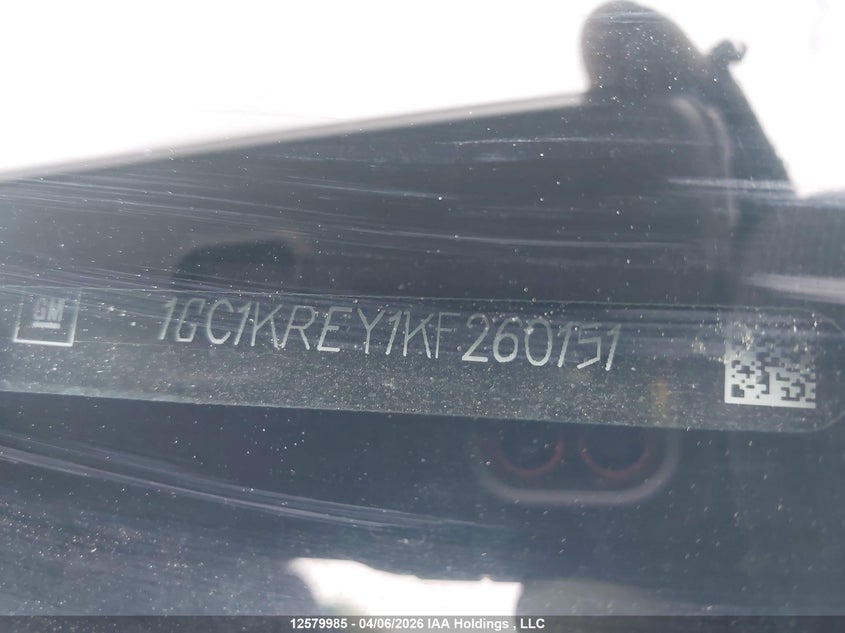 GM
1GC1KREY1KF260151
12579985 - 04/06/2026 IAA Holdings , LLC